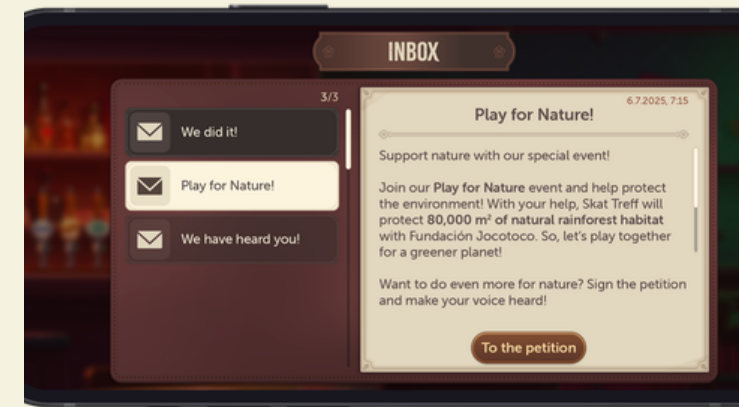 INBOX
3/3
We did it!
Play for Nature!
We have heard you!
6.7.2025, 7:15
Play for Nature!
Support nature with our special event!
Join our Play for Nature event and help protect
the environment! With your help, Skat Treff will
protect 80,000 m² of natural rainforest habitat
with Fundación Jocotoco. So, let's play together
for a greener planet!
Want to do even more for nature? Sign the petition
and make your voice heard!
To the petition